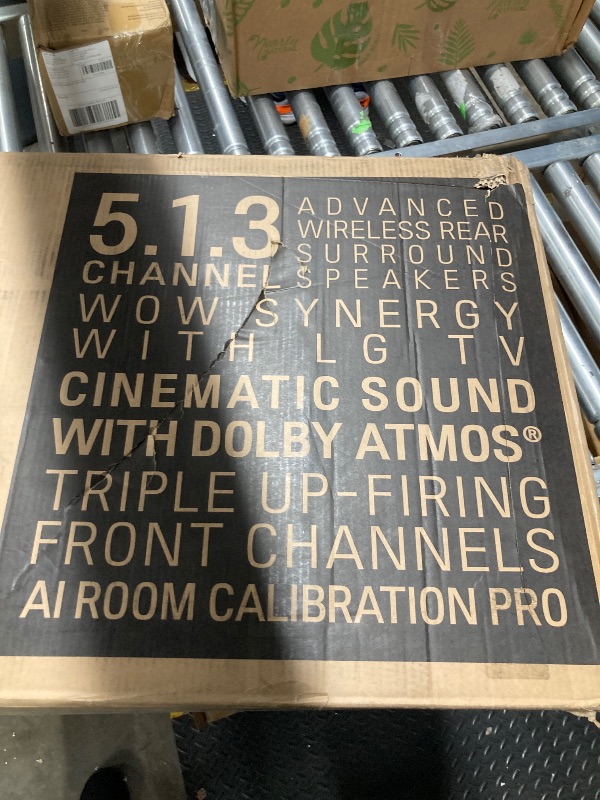 5.1.3
CHANNEL
ADVANCED
WIRELESS REAR
SURROUND
SPEAKERS
WOW SYNERGY
WITH LG TV
CINEMATIC SOUND
WITH DOLBY ATMOS®
TRIPLE UP-FIRING
FRONT CHANNELS
AI ROOM CALIBRATION PRO